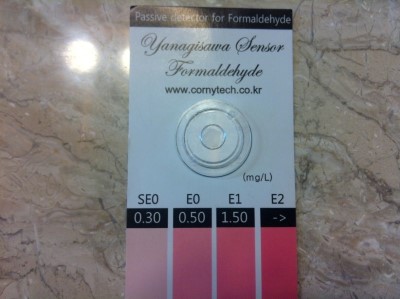 Passive detector for Formaldehyde
Yanagisawa Sensor
Formaldehyde
www.cornytech.co.kr
(mg/L)
SE0 E0 E1 E2
0.30 0.50 1.50 ->